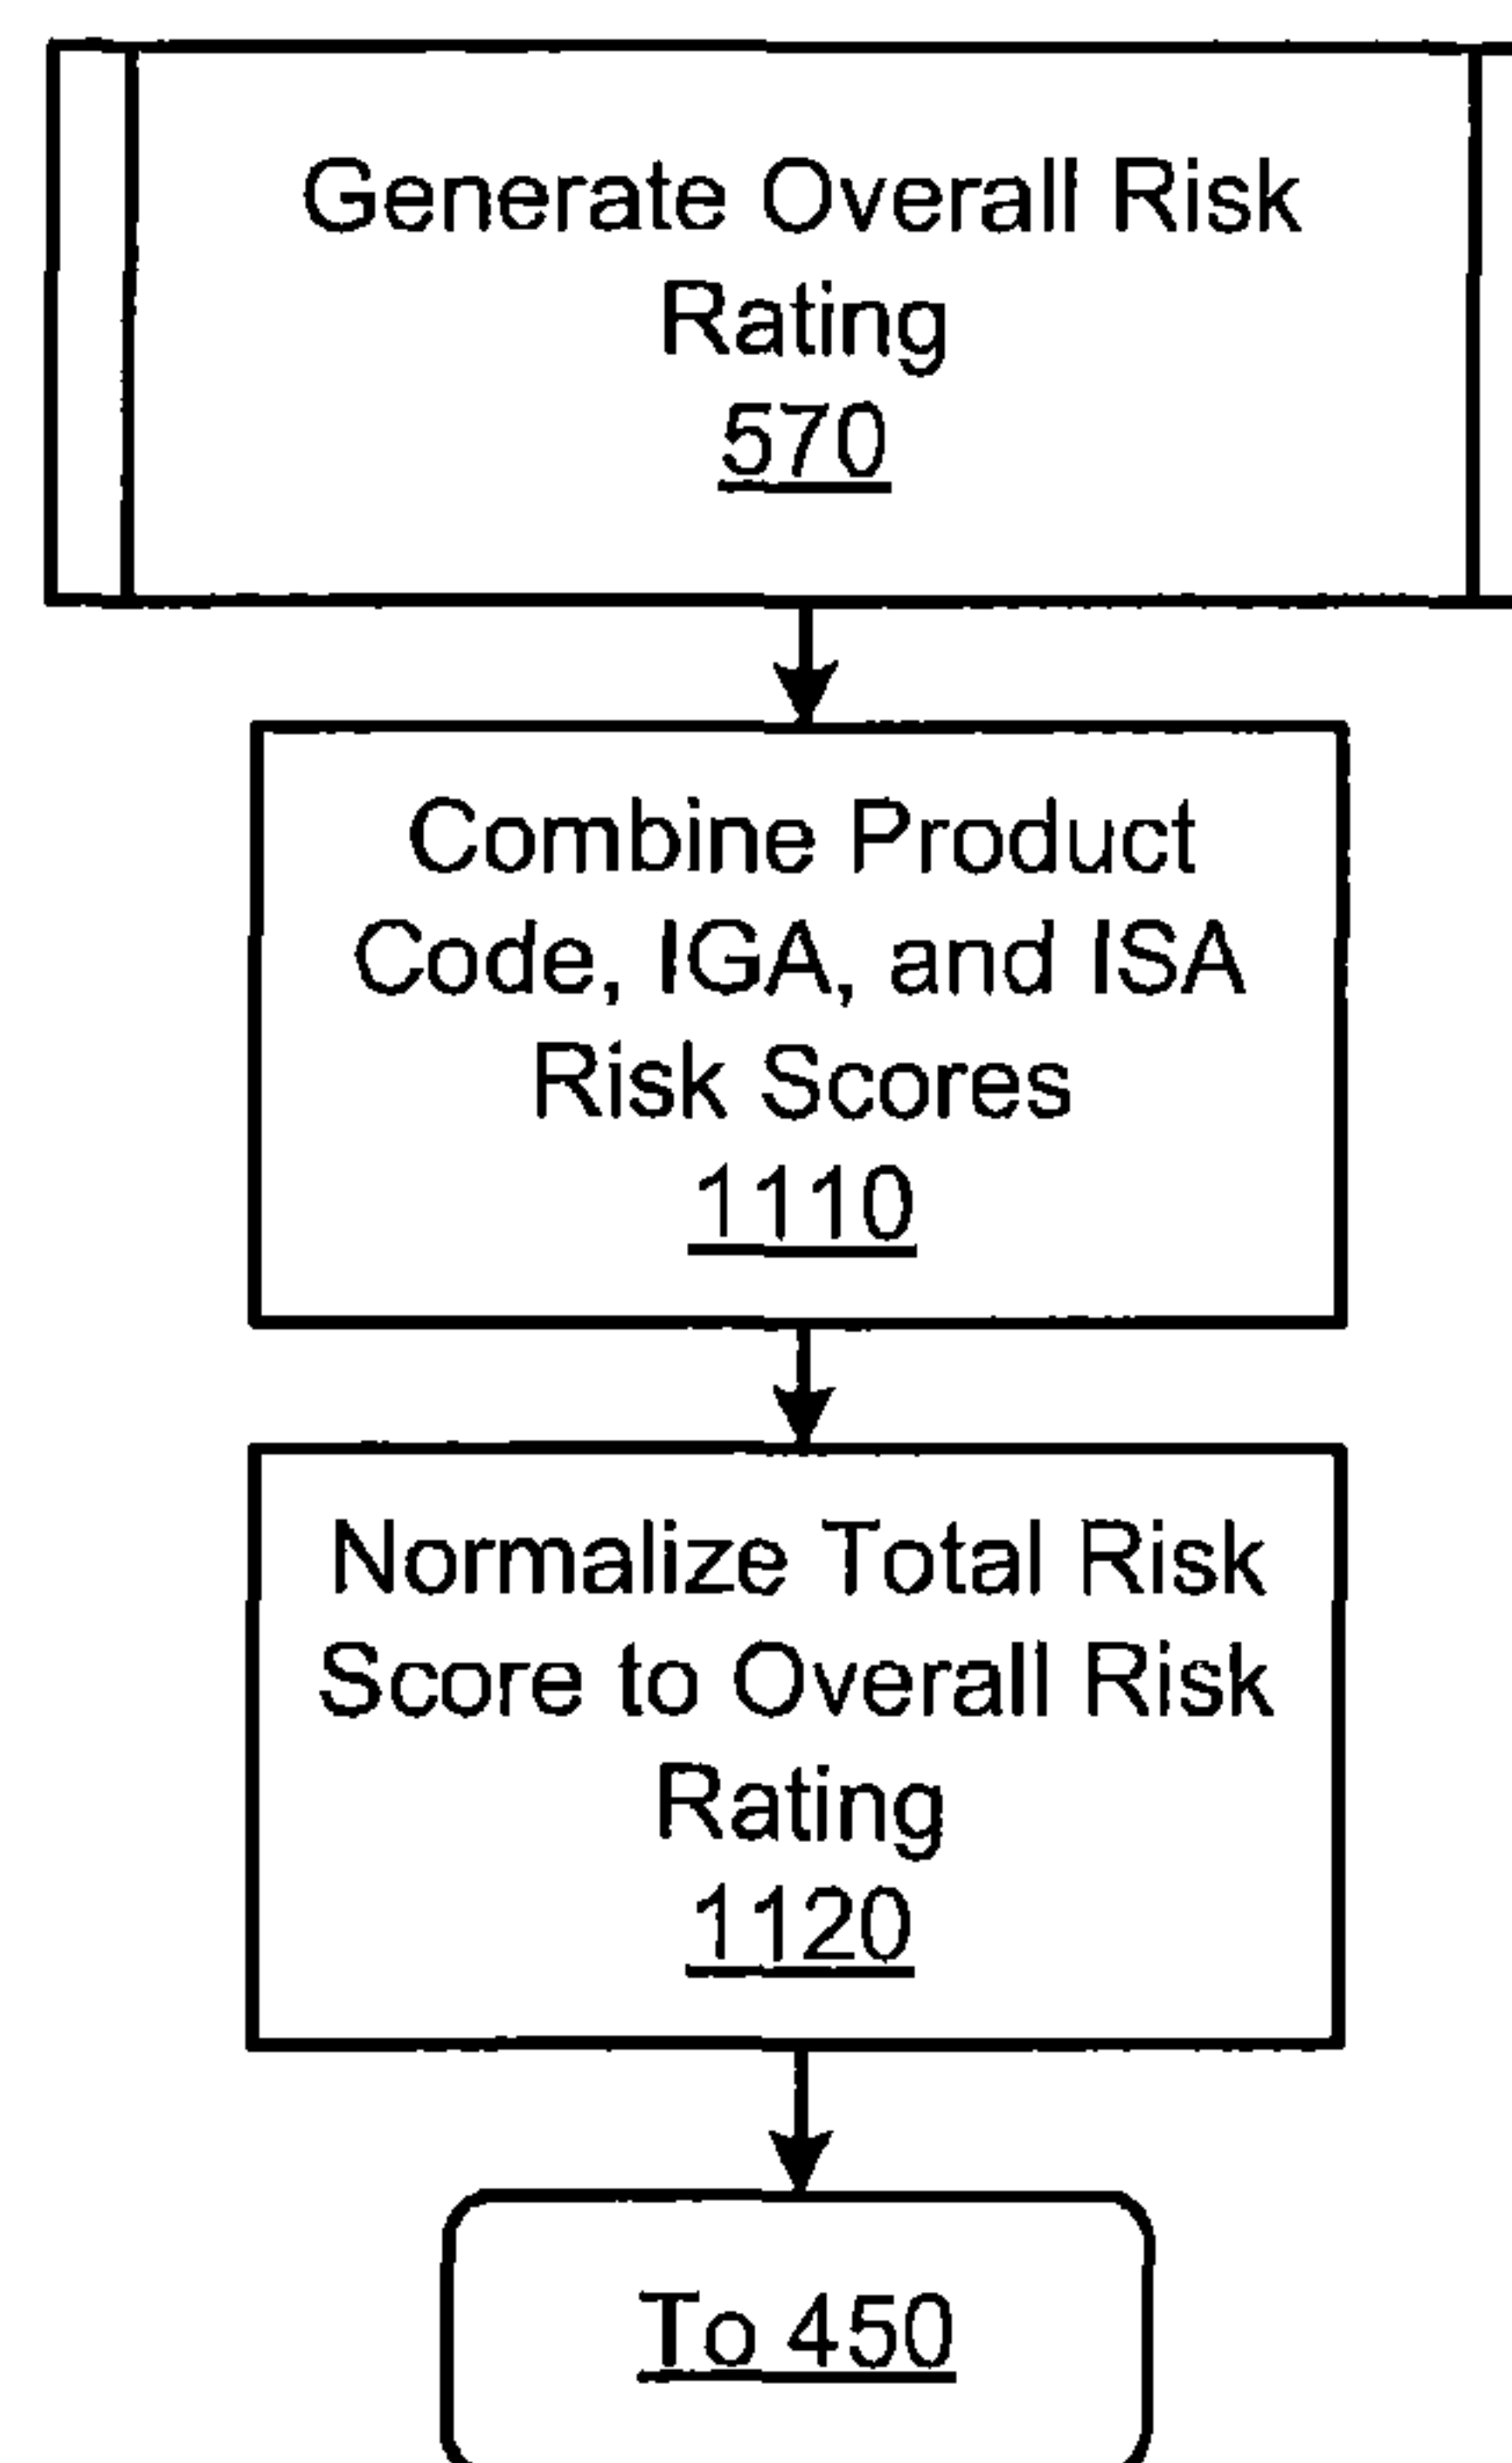 Generate Overall Risk
Rating
570
Combine Product
Code, IGA, and ISA
Risk Scores
1110
Normalize Total Risk
Score to Overall Risk
Rating
1120
To 450